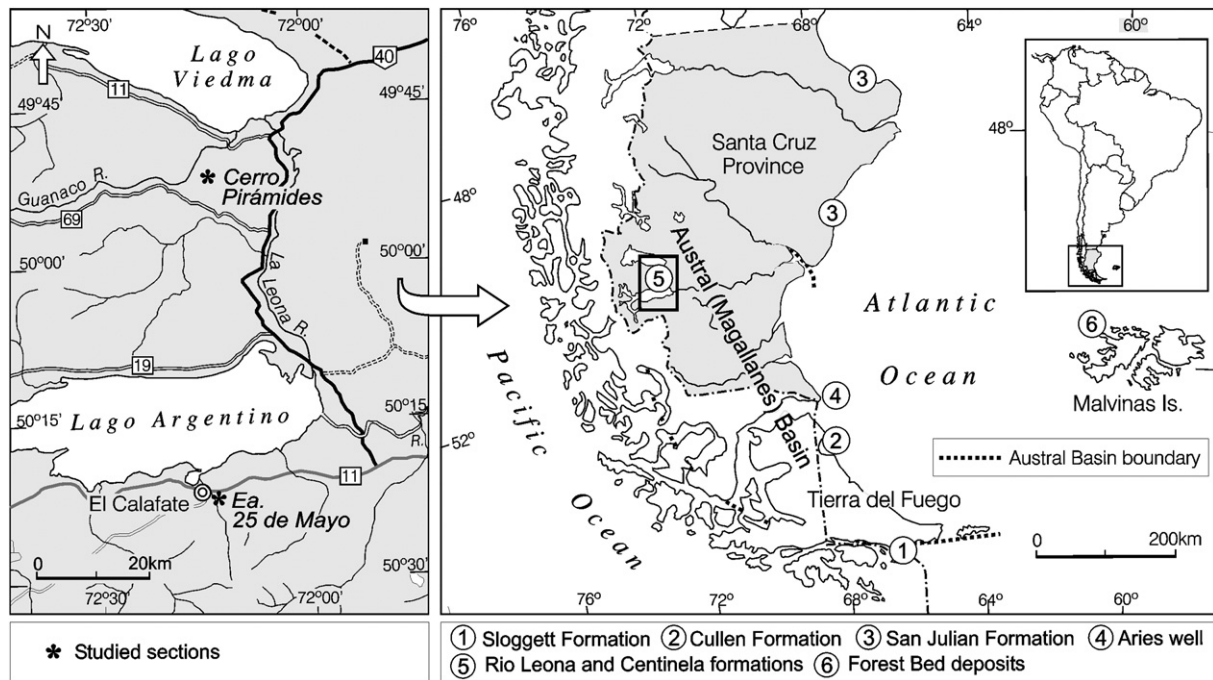 72°30'
72°00'
N
Lago
Viedma
40
11
49°45'
49°45'
Guanaco R.
Cerro
Pirámides
69
50°00'
50°00'
La Leona R.
19
Lago Argentino
50°15'
50°15'
R.
11
El Calafate
Ea.
25 de Mayo
0 20km
50°30'
72°30'
72°00'
* Studied sections
76° 72° 68° 64° 60°
3
Santa Cruz
Province
48°
48°
3
5
Austral (Magallanes) Basin
Atlantic
Ocean
6
Malvinas Is.
Pacific
Ocean
4
2
52°
Austral Basin boundary
Tierra del Fuego
1
0 200km
76° 72° 68° 64° 60°
1 Sloggett Formation 2 Cullen Formation 3 San Julian Formation 4 Aries well
5 Rio Leona and Centinela formations 6 Forest Bed deposits